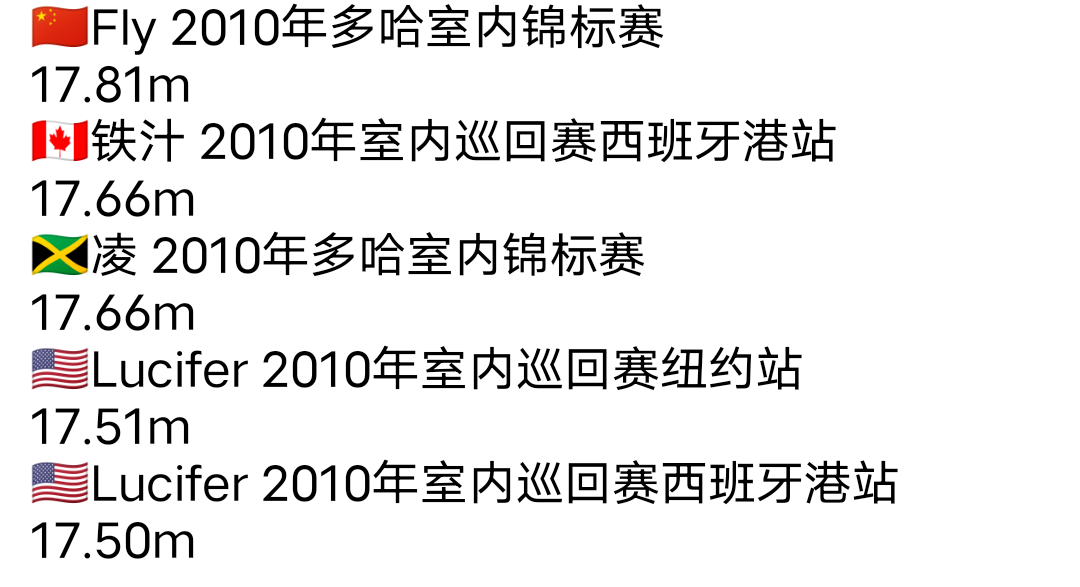 🇨🇳Fly 2010年多哈室内锦标赛
17.81m
🇨🇦铁汁 2010年室内巡回赛西班牙港站
17.66m
🇯🇲凌 2010年多哈室内锦标赛
17.66m
🇺🇸Lucifer 2010年室内巡回赛纽约站
17.51m
🇺🇸Lucifer 2010年室内巡回赛西班牙港站
17.50m